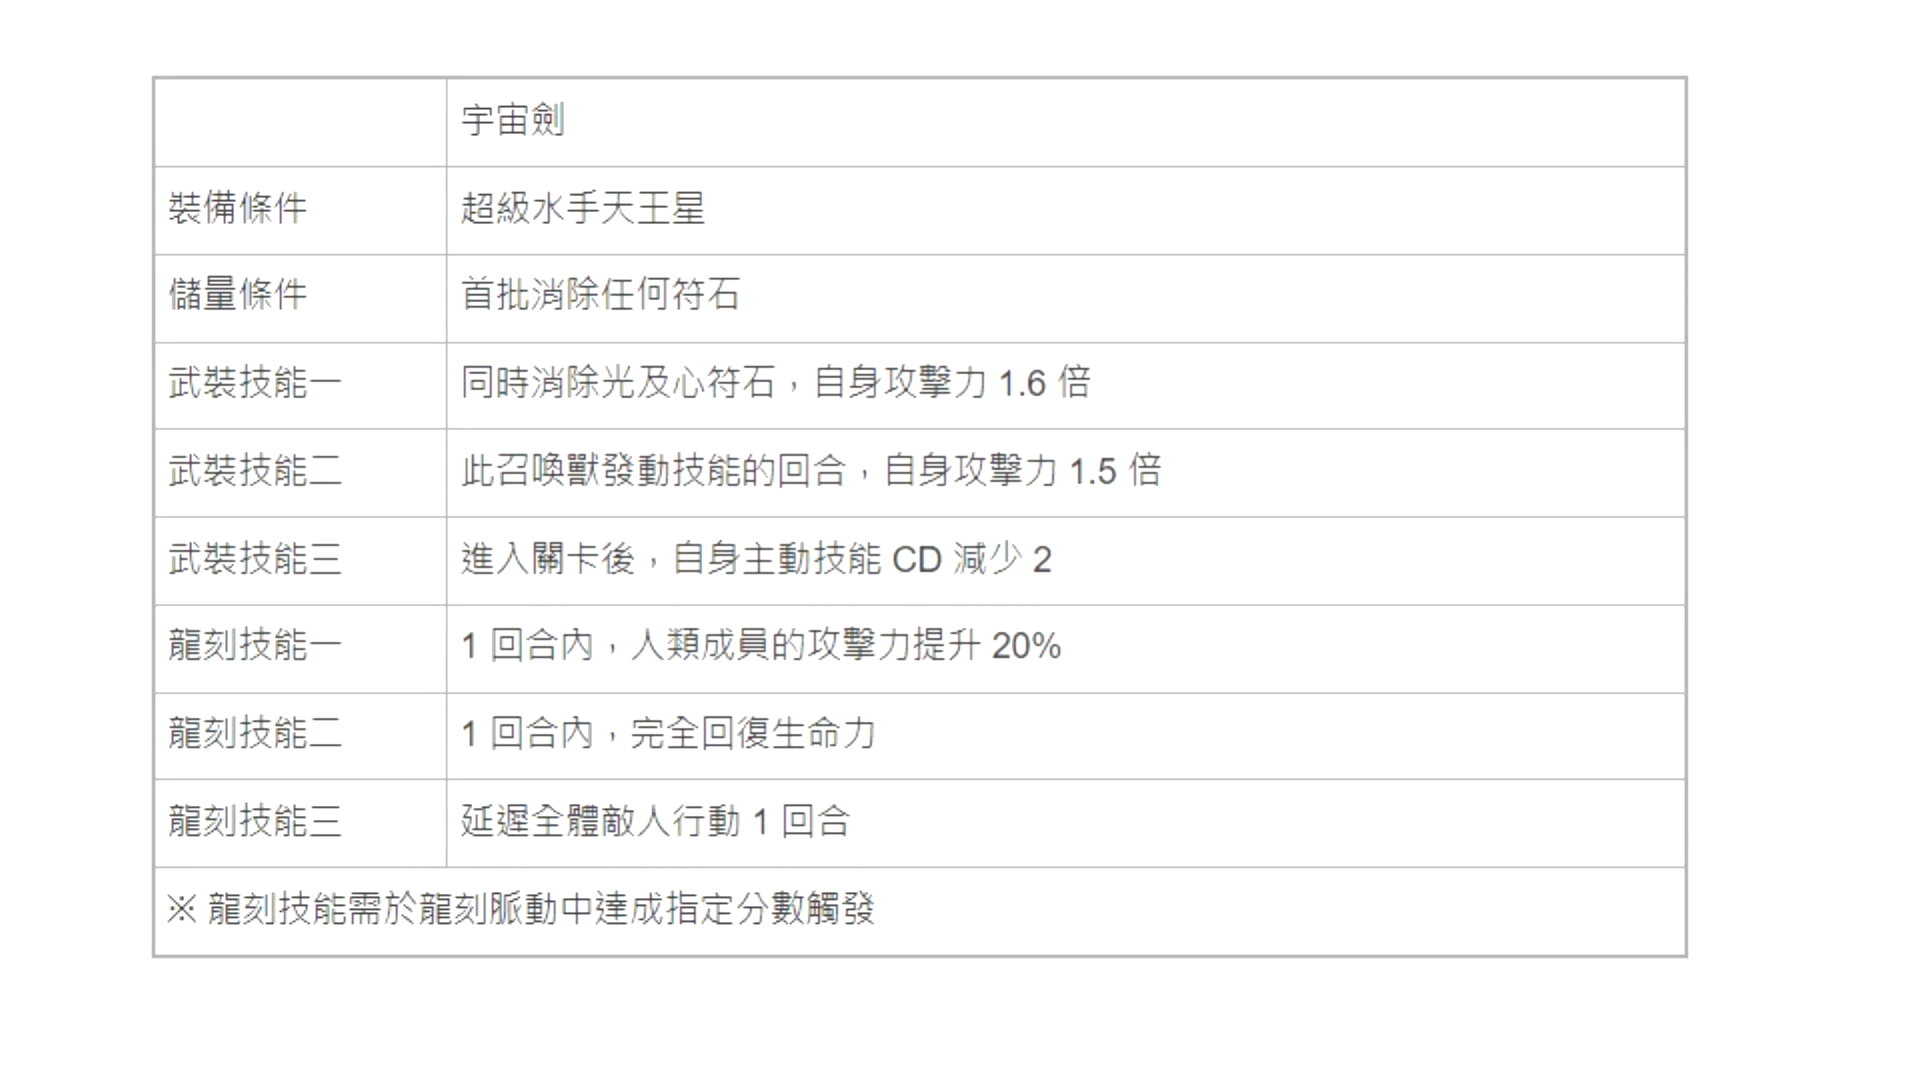 宇宙劍
裝備條件 超級水手天王星
儲量條件 首批消除任何符石
武裝技能一 同時消除光及心符石，自身攻擊力 1.6 倍
武裝技能二 此召喚獸發動技能的回合，自身攻擊力 1.5 倍
武裝技能三 進入關卡後，自身主動技能 CD 減少 2
龍刻技能一 1 回合內，人類成員的攻擊力提升 20%
龍刻技能二 1 回合內，完全回復生命力
龍刻技能三 延遲全體敵人行動 1 回合
※ 龍刻技能需於龍刻脈動中達成指定分數觸發